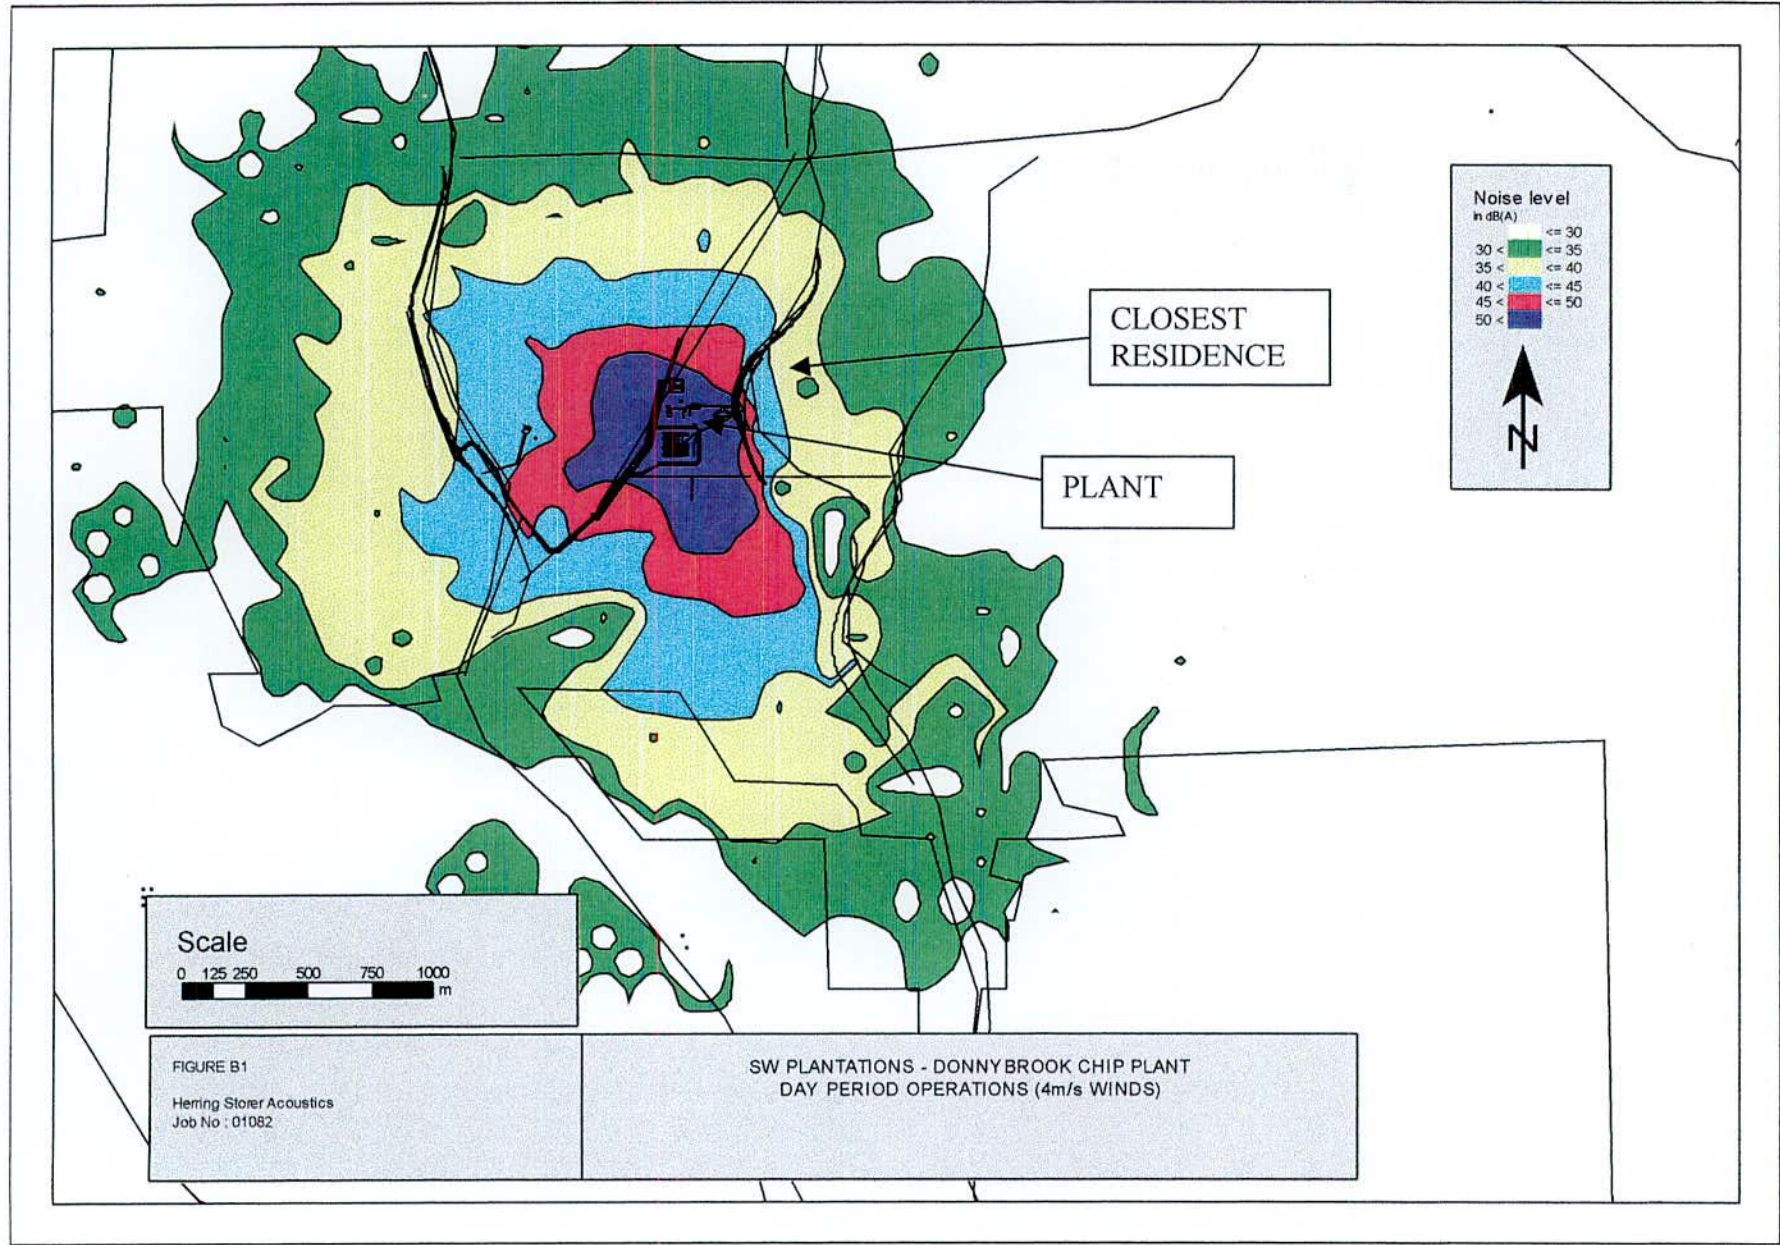 Noise level
in dB(A)
<= 30
30 < <= 35
35 < <= 40
40 < <= 45
45 < <= 50
50 <
N
CLOSEST
RESIDENCE
PLANT
Scale
0 125 250 500 750 1000
m
FIGURE B1
Herring Storer Acoustics
Job No : 01082
SW PLANTATIONS - DONNYBROOK CHIP PLANT
DAY PERIOD OPERATIONS (4m/s WINDS)